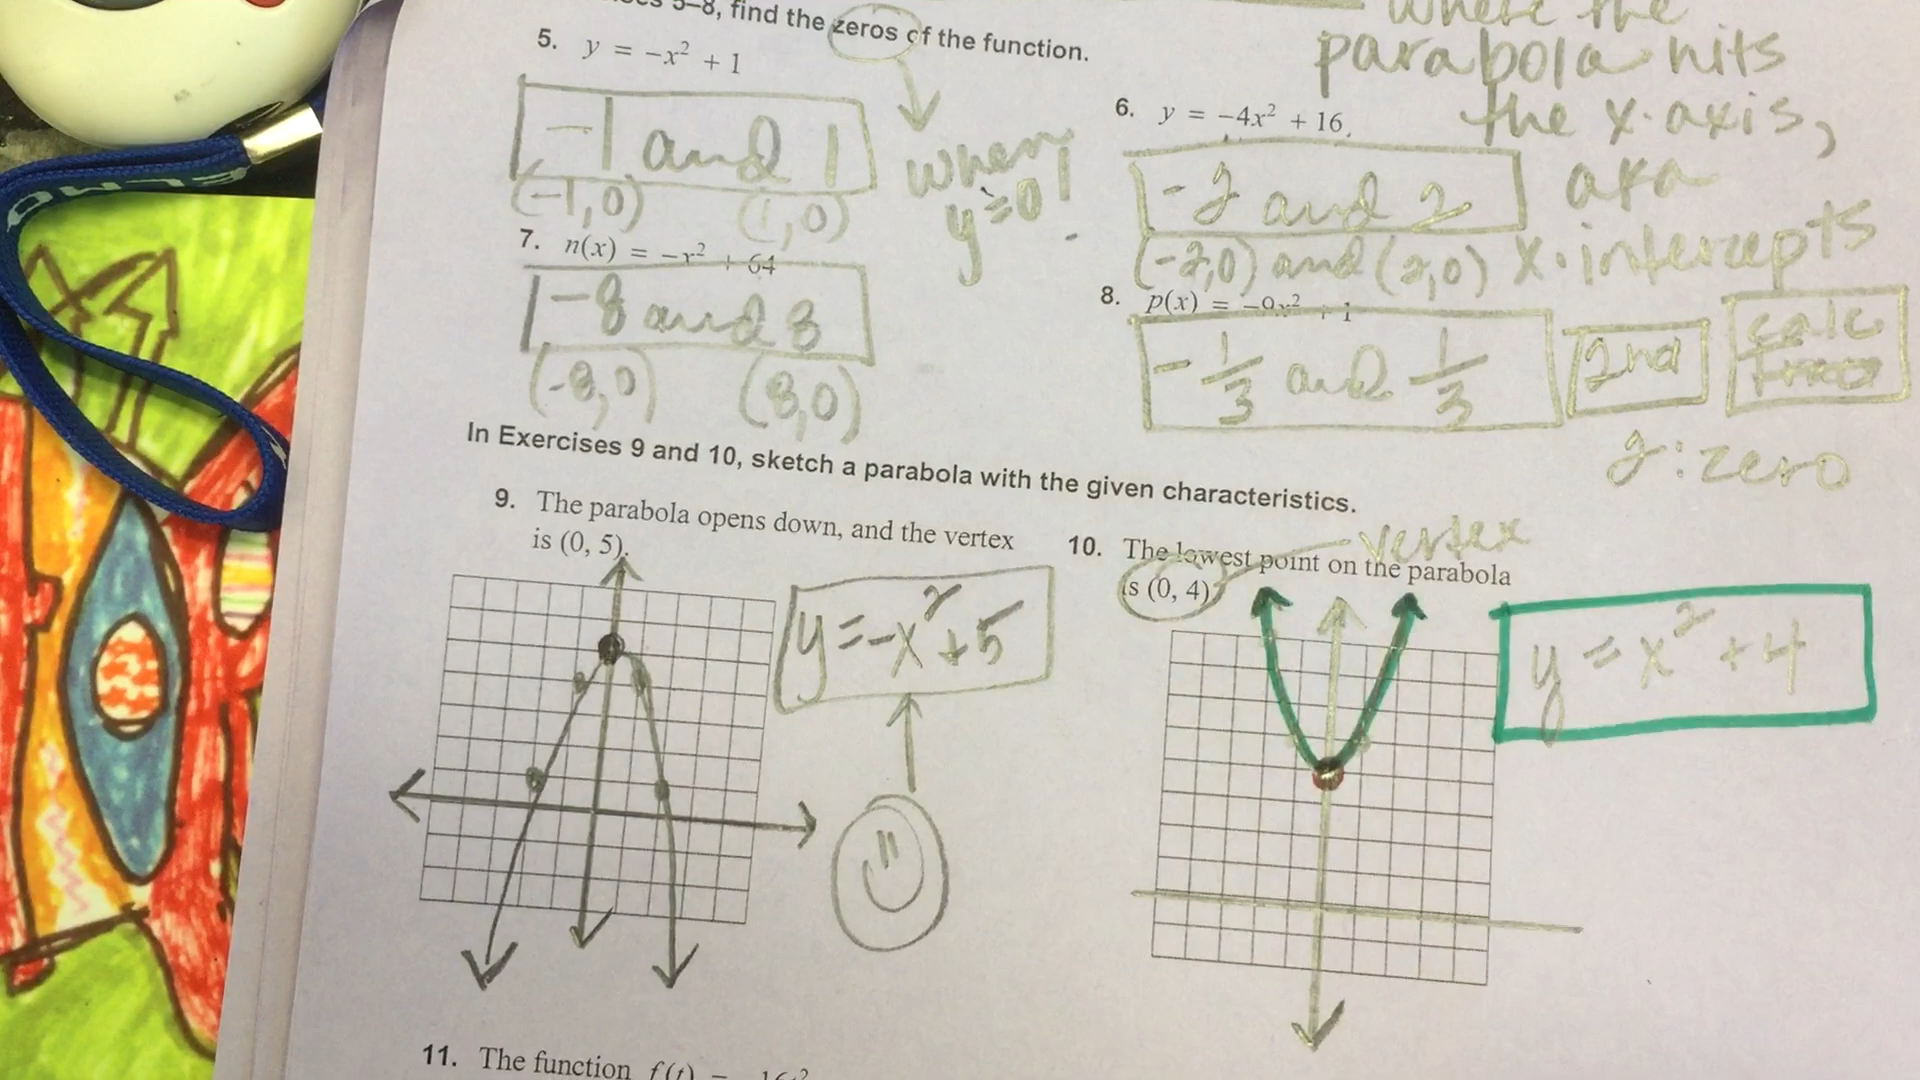 5–8, find the zeros of the function.
where the
parabola hits
the x-axis,
aka
x-intercepts
5. y = −x² + 1
-1 and 1
(-1,0) (1,0)
when
y=0!
6. y = −4x² + 16
-2 and 2
(-2,0) and (2,0)
7. n(x) = −x² + 64
-8 and 8
(-8,0) (8,0)
8. p(x) = −9x² + 1
-1/3 and 1/3
2nd
calc
trace
2:zero
In Exercises 9 and 10, sketch a parabola with the given characteristics.
9. The parabola opens down, and the vertex
is (0, 5).
y=-x²+5
10. The lowest point on the parabola
is (0, 4).
vertex
y=x²+4
11. The function f(t)